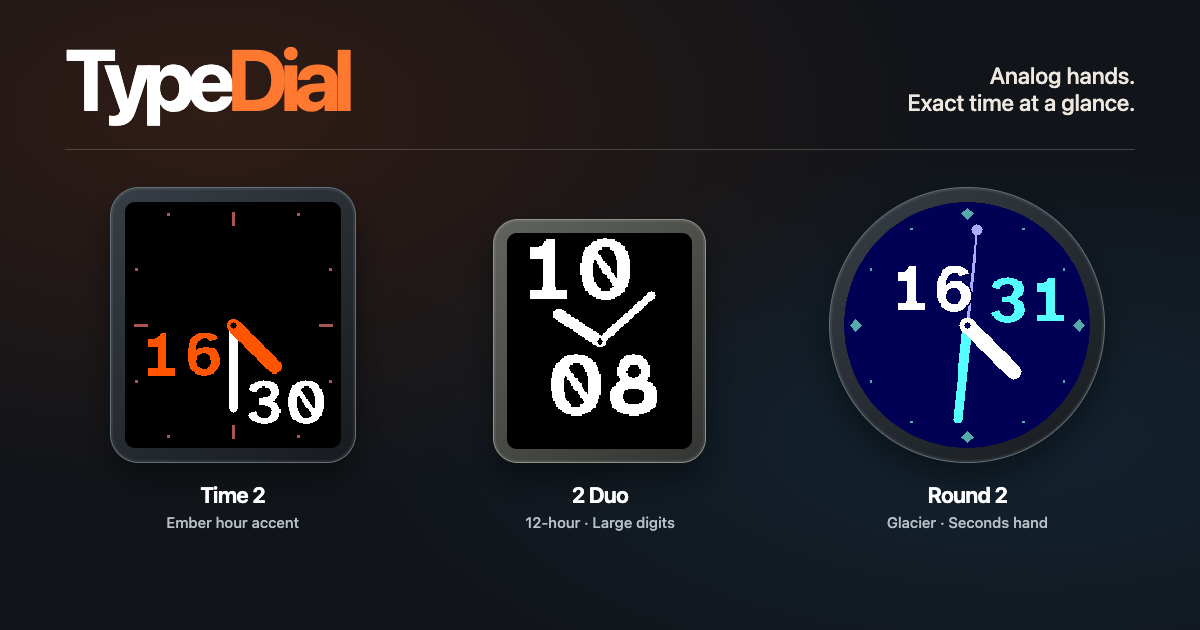 TypeDial
Analog hands.
Exact time at a glance.
16
30
10
08
16
31
Time 2
Ember hour accent
2 Duo
12-hour · Large digits
Round 2
Glacier · Seconds hand